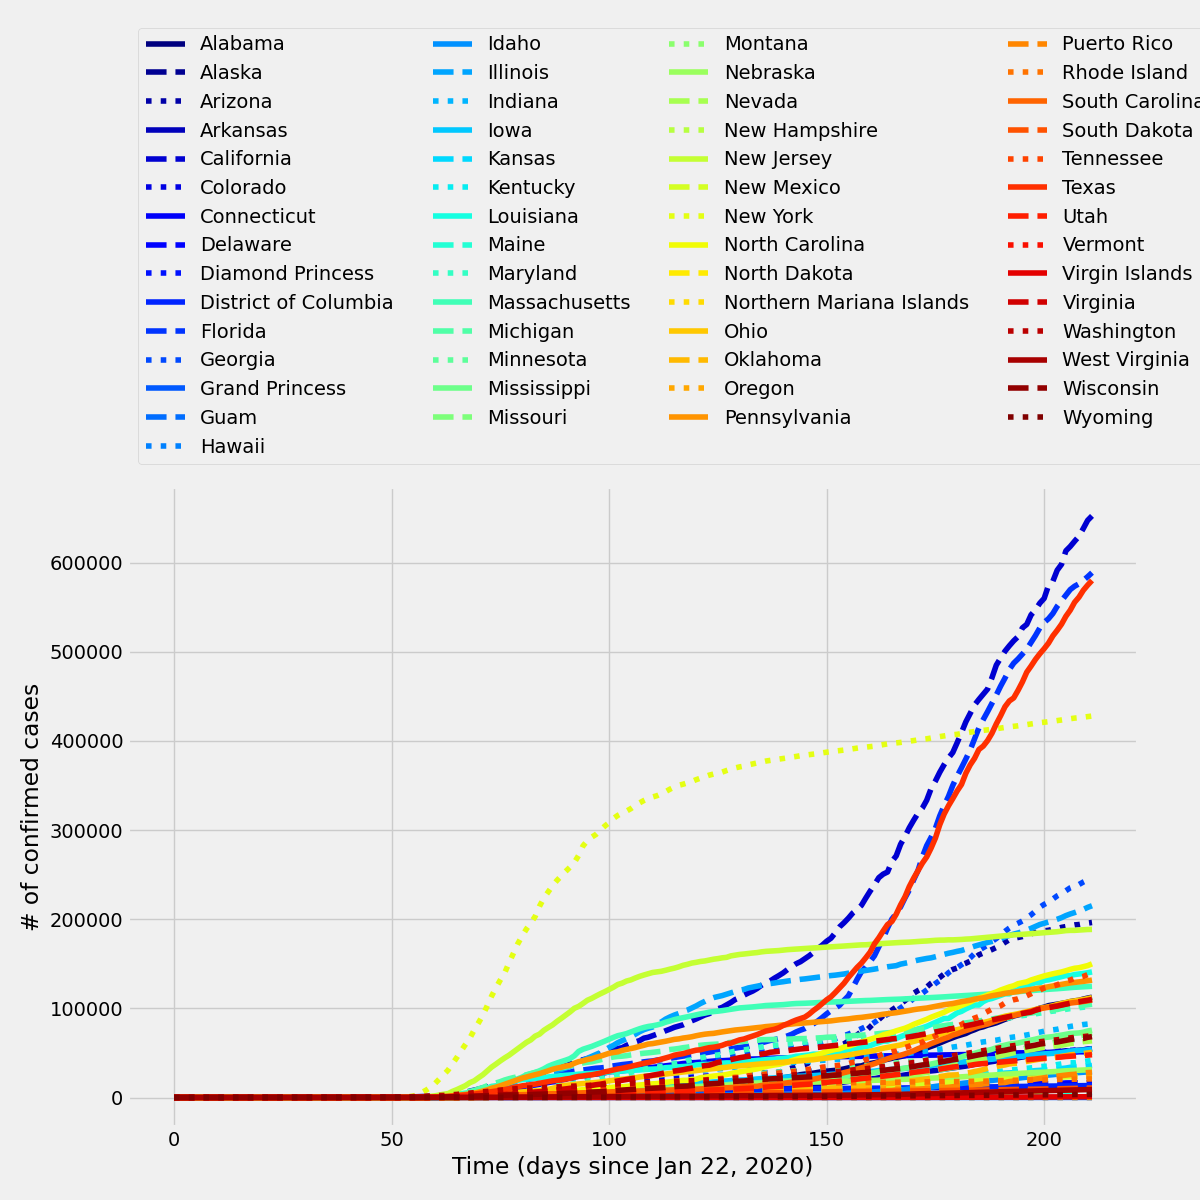 Alabama
Alaska
Arizona
Arkansas
California
Colorado
Connecticut
Delaware
Diamond Princess
District of Columbia
Florida
Georgia
Grand Princess
Guam
Hawaii
Idaho
Illinois
Indiana
Iowa
Kansas
Kentucky
Louisiana
Maine
Maryland
Massachusetts
Michigan
Minnesota
Mississippi
Missouri
Montana
Nebraska
Nevada
New Hampshire
New Jersey
New Mexico
New York
North Carolina
North Dakota
Northern Mariana Islands
Ohio
Oklahoma
Oregon
Pennsylvania
Puerto Rico
Rhode Island
South Carolina
South Dakota
Tennessee
Texas
Utah
Vermont
Virgin Islands
Virginia
Washington
West Virginia
Wisconsin
Wyoming
# of confirmed cases
600000
500000
400000
300000
200000
100000
0
0 50 100 150 200
Time (days since Jan 22, 2020)